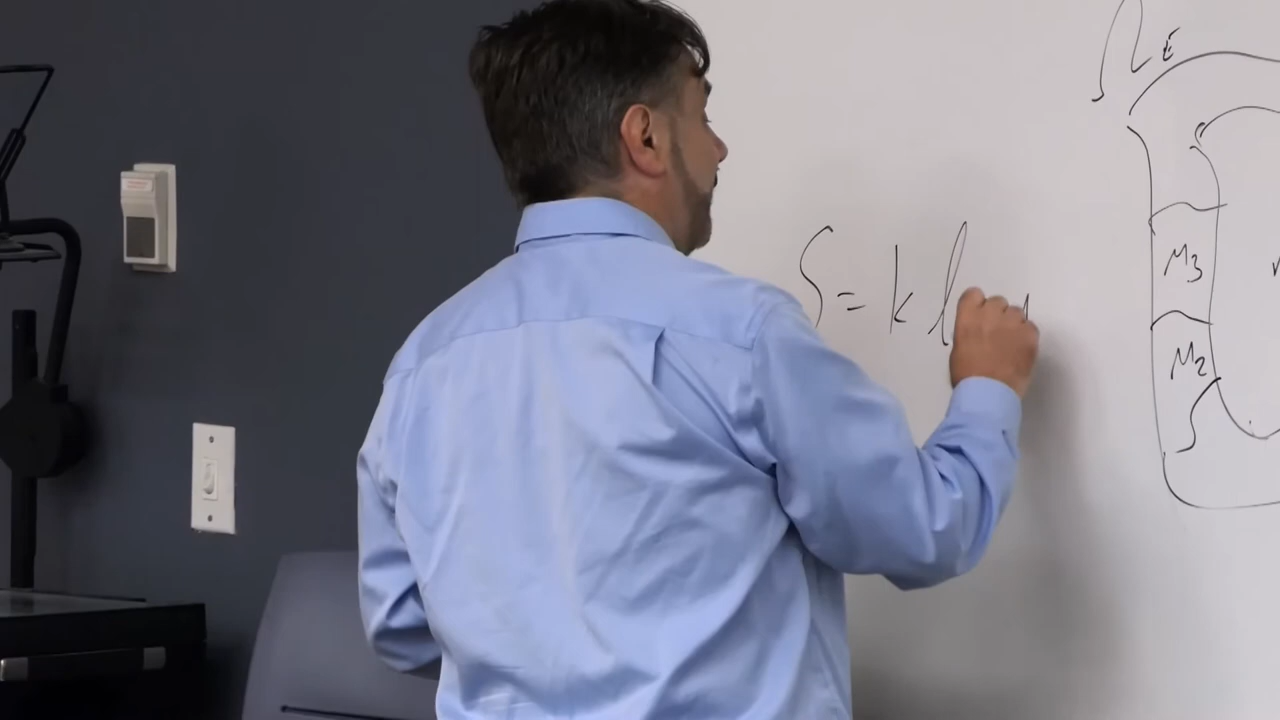 Ω E
S = k l
M3
M2